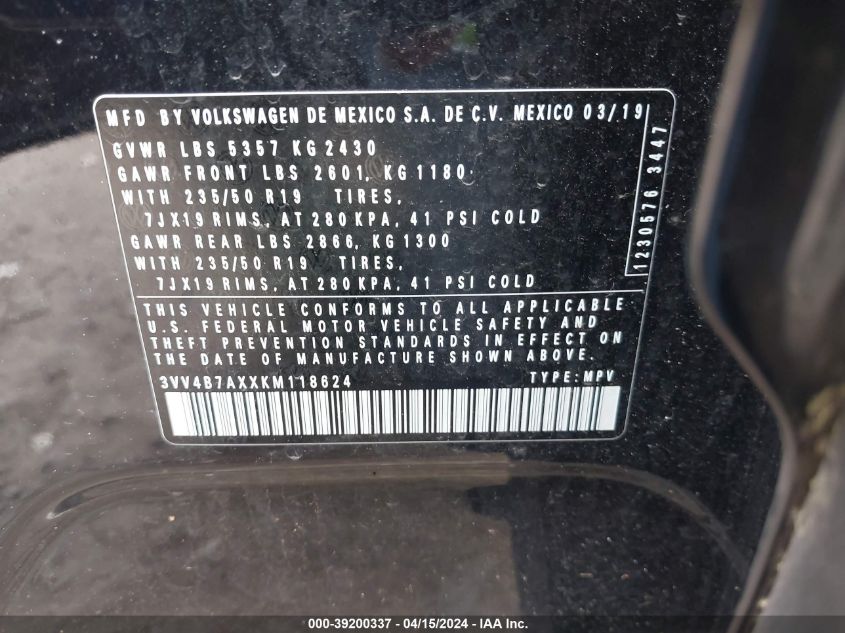 MFD BY VOLKSWAGEN DE MEXICO S.A. DE C.V. MEXICO 03/19
GVWR LBS 5357 KG 2430
GAWR FRONT LBS 2601, KG 1180
WITH 235/50 R19 TIRES,
7JX19 RIMS, AT 280 KPA, 41 PSI COLD
GAWR REAR LBS 2866, KG 1300
WITH 235/50 R19 TIRES,
7JX19 RIMS, AT 280 KPA, 41 PSI COLD
1230576 3447
THIS VEHICLE CONFORMS TO ALL APPLICABLE
U.S. FEDERAL MOTOR VEHICLE SAFETY AND
THEFT PREVENTION STANDARDS IN EFFECT ON
THE DATE OF MANUFACTURE SHOWN ABOVE.
3VV4B7AXXKM118624 TYPE: MPV
000-39200337 - 04/15/2024 - IAA Inc.